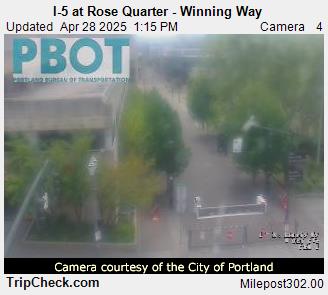 I-5 at Rose Quarter - Winning Way
Updated Apr 28 2025 1:15 PM Camera 4
PBOT
PORTLAND BUREAU OF TRANSPORTATION
Camera courtesy of the City of Portland
TripCheck.com Milepost302.00